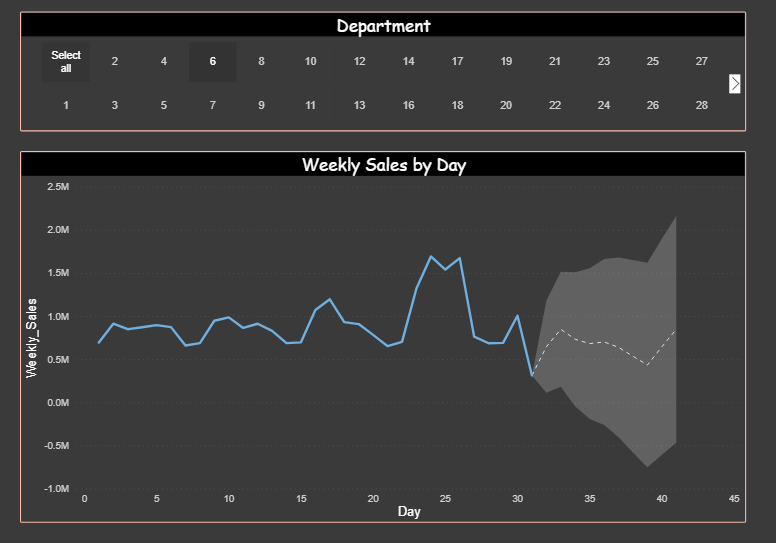 Department
Select all 2 4 6 8 10 12 14 17 19 21 23 25 27
1 3 5 7 9 11 13 16 18 20 22 24 26 28
Weekly Sales by Day
2.5M
2.0M
1.5M
1.0M
0.5M
0.0M
-0.5M
-1.0M
Weekly_Sales
0 5 10 15 20 25 30 35 40 45
Day